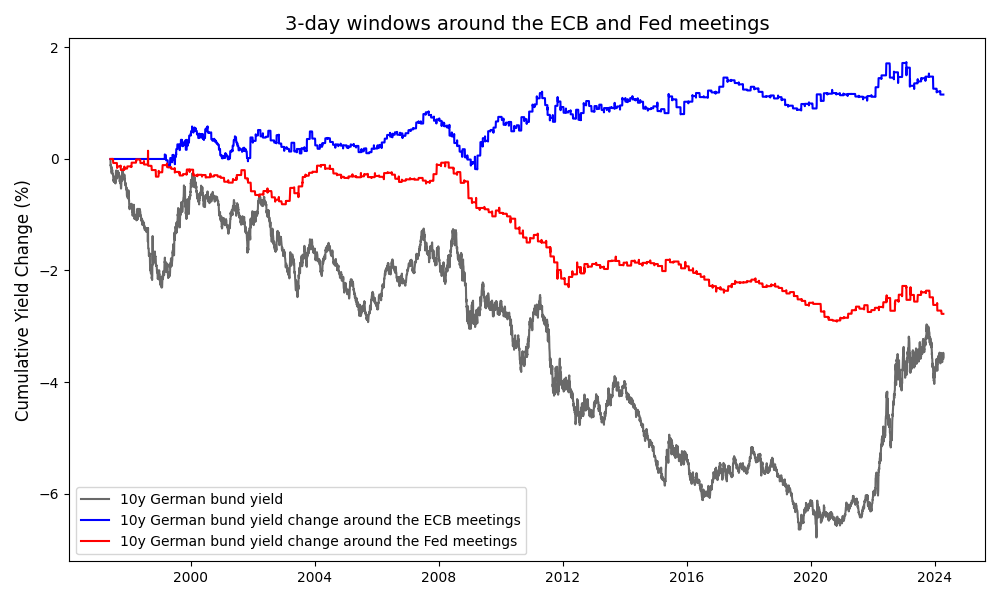 3-day windows around the ECB and Fed meetings
Cumulative Yield Change (%)
2
0
−2
−4
−6
10y German bund yield
10y German bund yield change around the ECB meetings
10y German bund yield change around the Fed meetings
2000 2004 2008 2012 2016 2020 2024